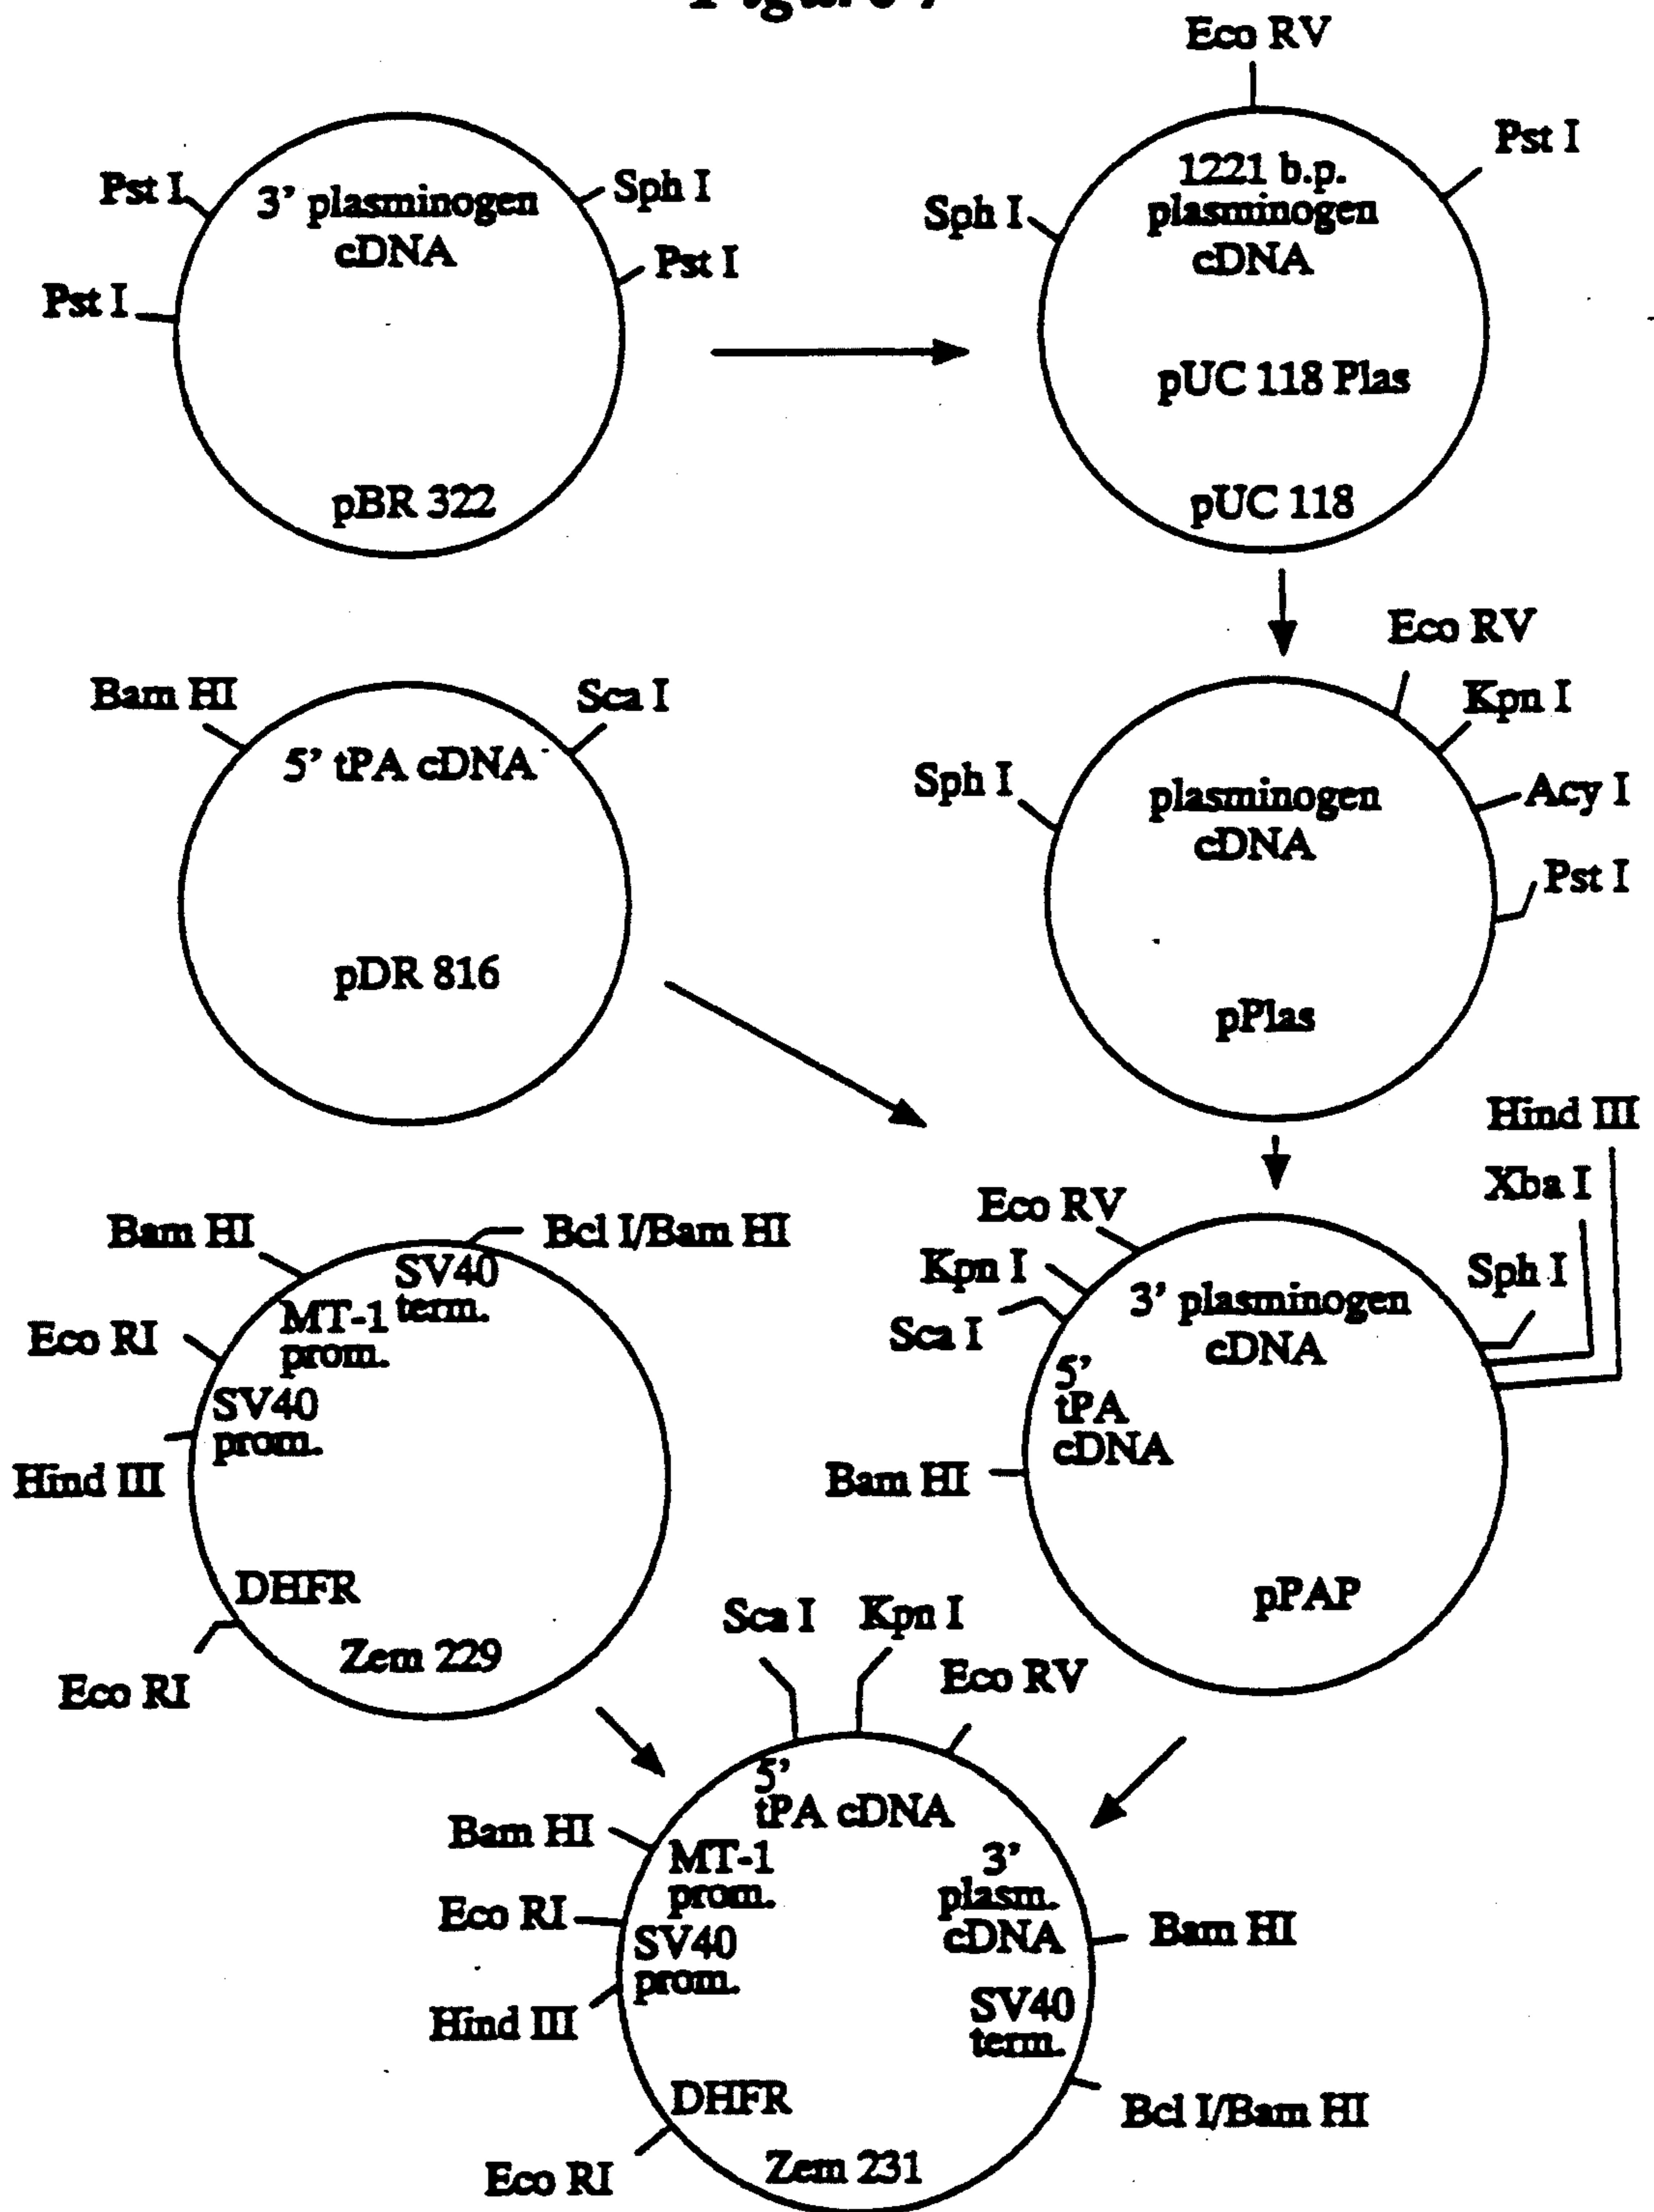 Figure 7
Eco RV
Pst I
3' plasminogen
cDNA
Sph I
Pst I
Pst I
pBR 322
Sph I
1221 b.p.
plasminogen
cDNA
Pst I
pUC 118 Plas
pUC 118
Bam HI
Sca I
5' tPA cDNA
pDR 816
Eco RV
Kpn I
Acy I
Pst I
Sph I
plasminogen
cDNA
pPlas
Hind III
Xba I
Sph I
Bam HI
Bcl I/Bam HI
SV40
term.
MT-1
prom.
Eco RI
SV40
prom.
Hind III
DHFR
Eco RI
Zem 229
Eco RV
Kpn I
Sca I
3' plasminogen
cDNA
5'
tPA
cDNA
Bam HI
pPAP
Sca I
Kpn I
Eco RV
5'
tPA cDNA
Bam HI
MT-1
prom.
3'
plasm.
cDNA
Eco RI
SV40
prom.
Bam HI
Hind III
SV40
term.
DHFR
Bcl I/Bam HI
Eco RI
Zem 231